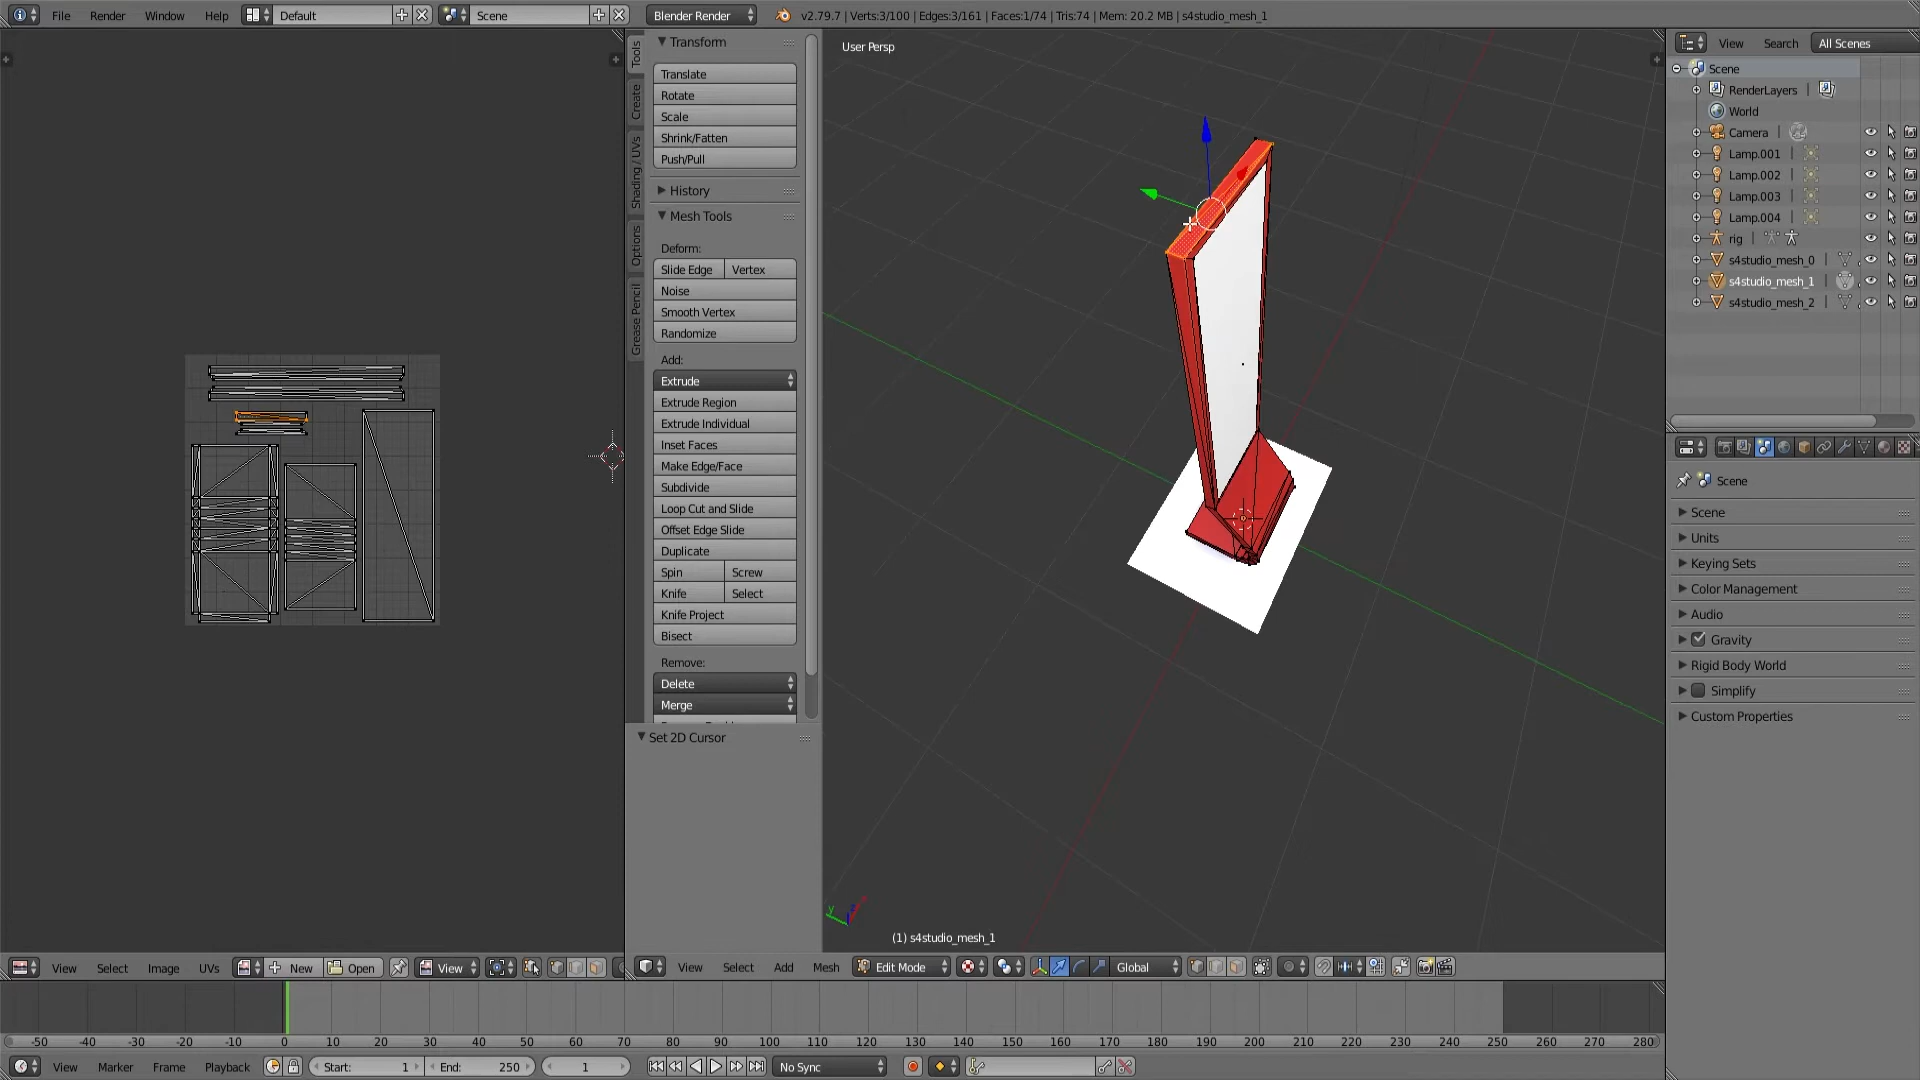 File Render Window Help Default Scene Blender Render v2.79.7 | Verts:3/100 | Edges:3/161 | Faces:1/74 | Tris:74 | Mem: 20.2 MB | s4studio_mesh_1
Tools
Create
Shading / UVs
Options
Grease Pencil
Transform
Translate
Rotate
Scale
Shrink/Fatten
Push/Pull
History
Mesh Tools
Deform:
Slide Edge Vertex
Noise
Smooth Vertex
Randomize
Add:
Extrude
Extrude Region
Extrude Individual
Inset Faces
Make Edge/Face
Subdivide
Loop Cut and Slide
Offset Edge Slide
Duplicate
Spin Screw
Knife Select
Knife Project
Bisect
Remove:
Delete
Merge
Set 2D Cursor
User Persp
(1) s4studio_mesh_1
View Search All Scenes
Scene
RenderLayers
World
Camera
Lamp.001
Lamp.002
Lamp.003
Lamp.004
rig
s4studio_mesh_0
s4studio_mesh_1
s4studio_mesh_2
Scene
Scene
Units
Keying Sets
Color Management
Audio
Gravity
Rigid Body World
Simplify
Custom Properties
View Select Image UVs New Open View
View Select Add Mesh Edit Mode Global
-50 -40 -30 -20 -10 0 10 20 30 40 50 60 70 80 90 100 110 120 130 140 150 160 170 180 190 200 210 220 230 240 250 260 270 280
View Marker Frame Playback Start: 1 End: 250 1 No Sync